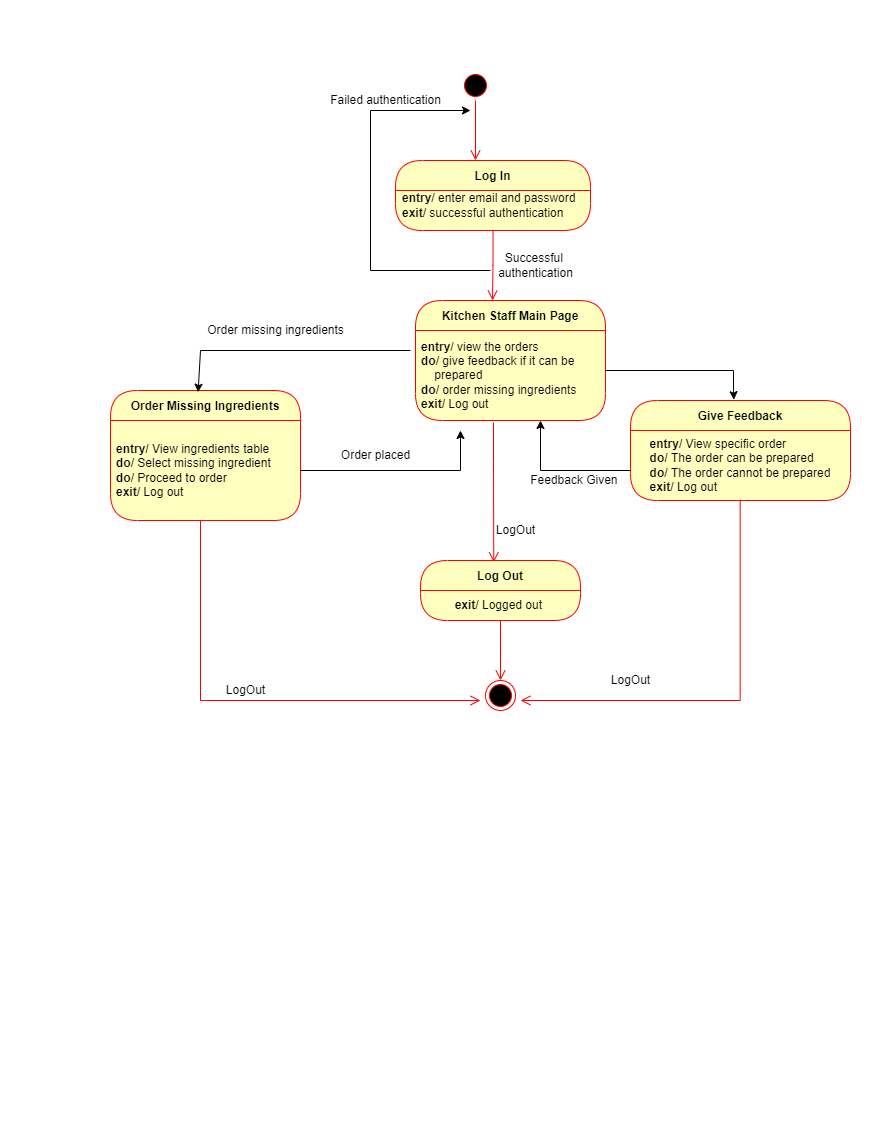 Failed authentication
Log In
entry/ enter email and password
exit/ successful authentication
Successful
authentication
Kitchen Staff Main Page
entry/ view the orders
do/ give feedback if it can be
prepared
do/ order missing ingredients
exit/ Log out
Order missing ingredients
Order Missing Ingredients
entry/ View ingredients table
do/ Select missing ingredient
do/ Proceed to order
exit/ Log out
Order placed
Give Feedback
entry/ View specific order
do/ The order can be prepared
do/ The order cannot be prepared
exit/ Log out
Feedback Given
LogOut
Log Out
exit/ Logged out
LogOut
LogOut